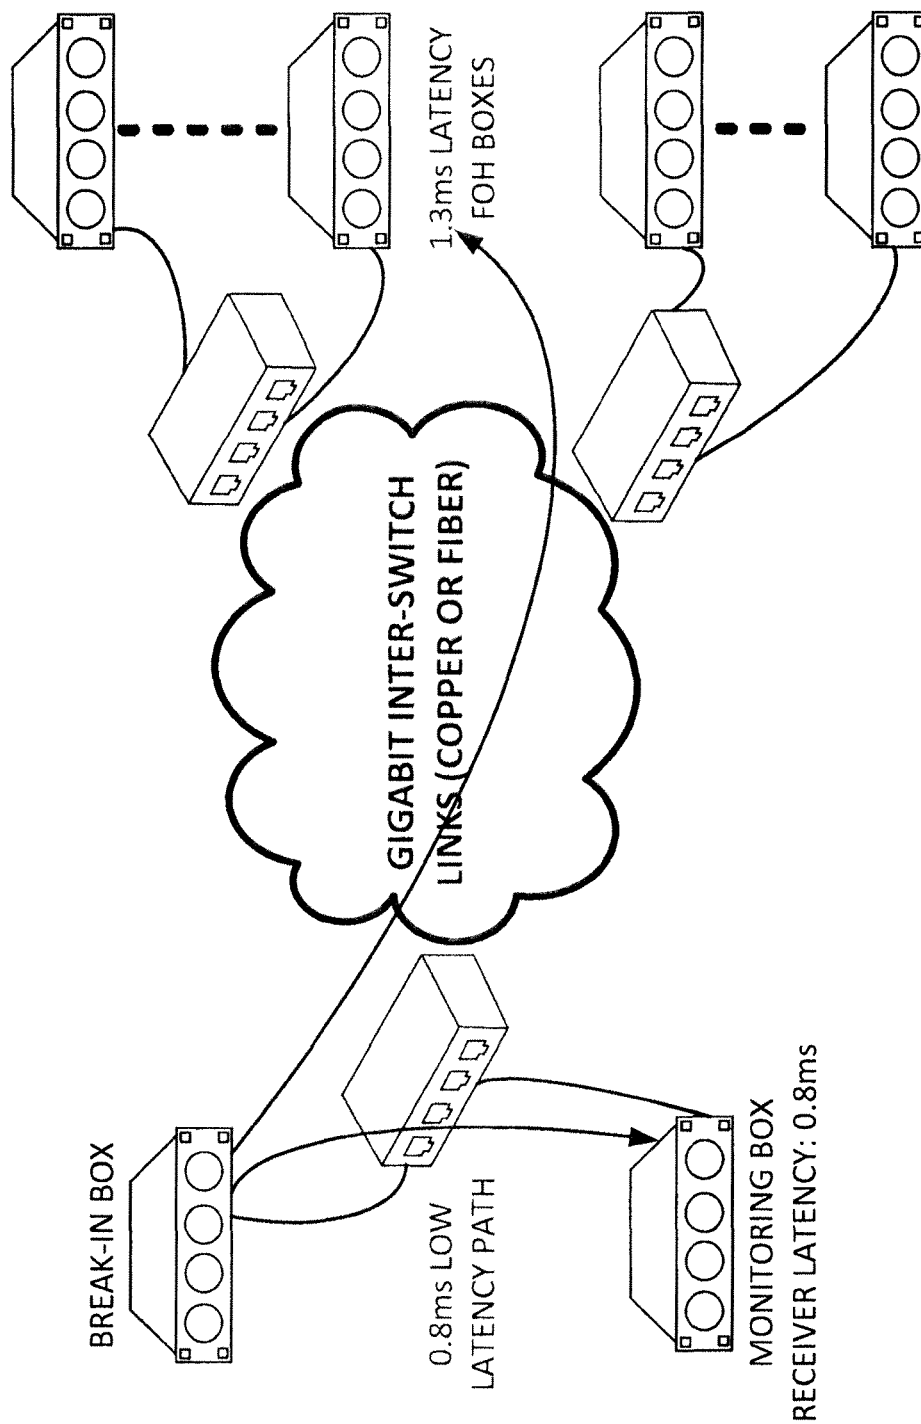 BREAK-IN BOX
0.8ms LOW
LATENCY PATH
MONITORING BOX
RECEIVER LATENCY: 0.8ms
GIGABIT INTER-SWITCH
LINKS (COPPER OR FIBER)
1.3ms LATENCY
FOH BOXES